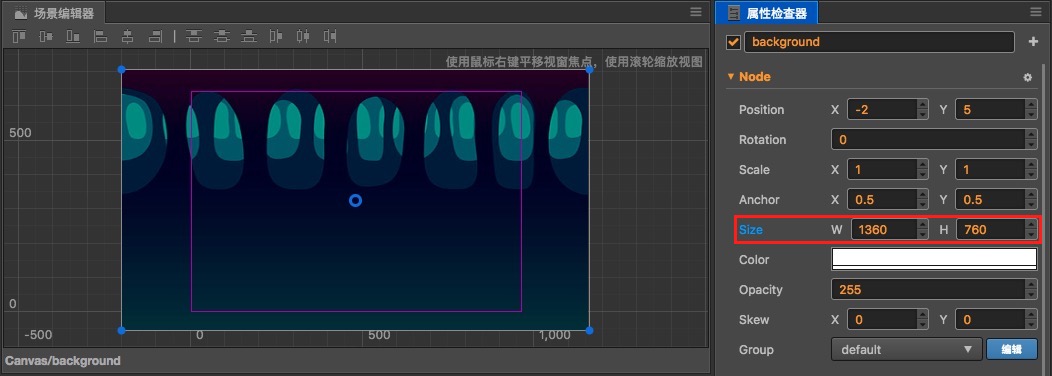 场景编辑器
使用鼠标右键平移视窗焦点，使用滚轮缩放视图
500
0
-500 0 500 1,000
Canvas/background
属性检查器
background
Node
Position X -2 Y 5
Rotation 0
Scale X 1 Y 1
Anchor X 0.5 Y 0.5
Size W 1360 H 760
Color
Opacity 255
Skew X 0 Y 0
Group default 编辑